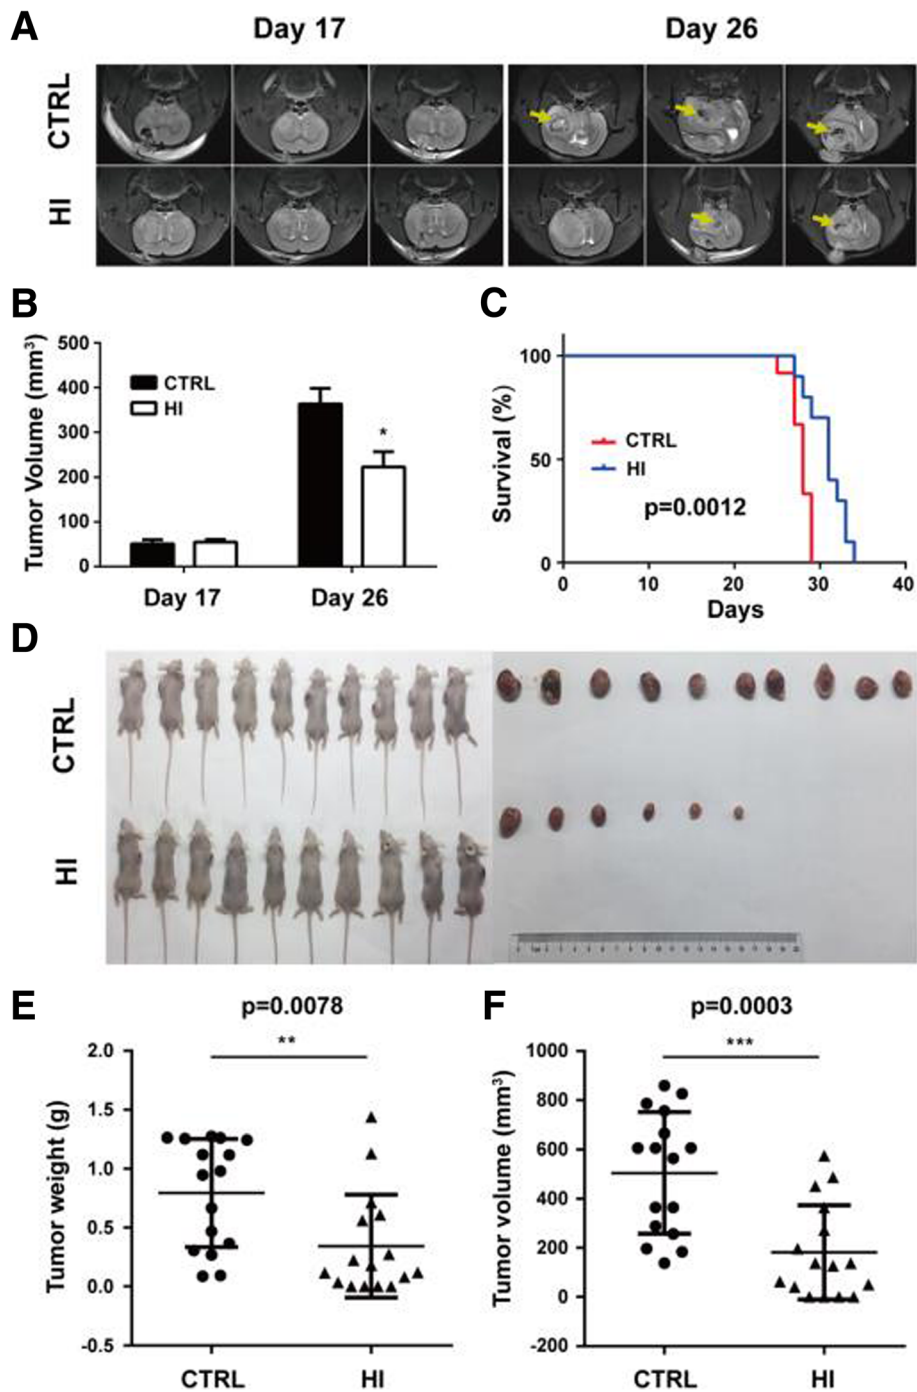 A
Day 17
Day 26
CTRL
HI
B
Tumor Volume (mm³)
500
400
300
200
100
0
CTRL
HI
*
Day 17
Day 26
C
Survival (%)
100
50
0
CTRL
HI
p=0.0012
0
10
20
30
40
Days
D
CTRL
HI
E
p=0.0078
**
Tumor weight (g)
2.0
1.5
1.0
0.5
0.0
-0.5
CTRL
HI
F
p=0.0003
***
Tumor volume (mm³)
1000
800
600
400
200
0
-200
CTRL
HI